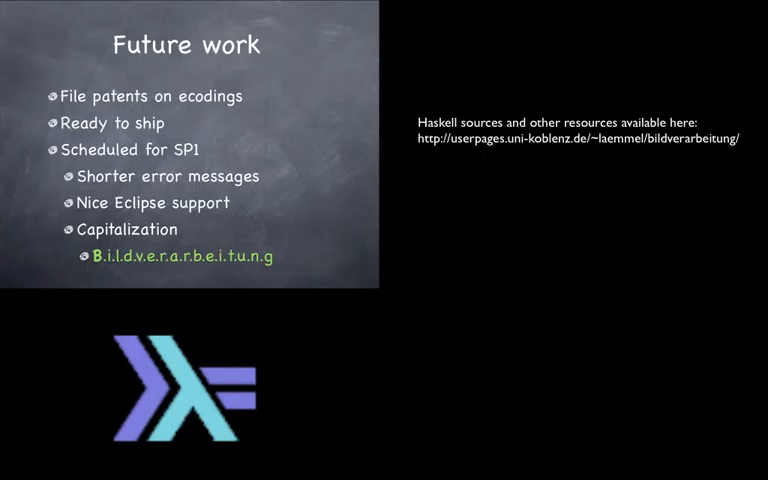 Future work
File patents on ecodings
Ready to ship
Scheduled for SP1
Shorter error messages
Nice Eclipse support
Capitalization
B.i.l.d.v.e.r.a.r.b.e.i.t.u.n.g
Haskell sources and other resources available here:
http://userpages.uni-koblenz.de/~laemmel/bildverarbeitung/